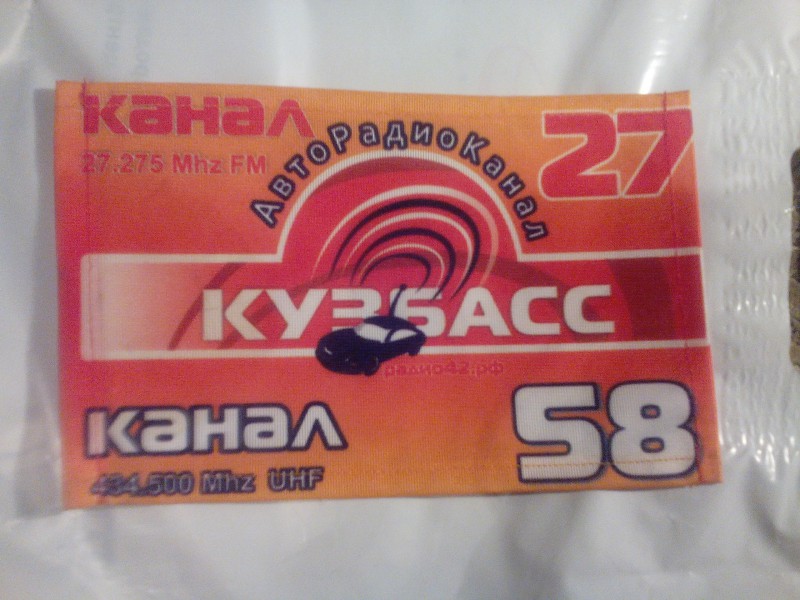 канал 27
27.275 Mhz FM
АвтоРадиоКанал
КУЗБАСС
радио42.рф
канал 58
434.500 Mhz UHF